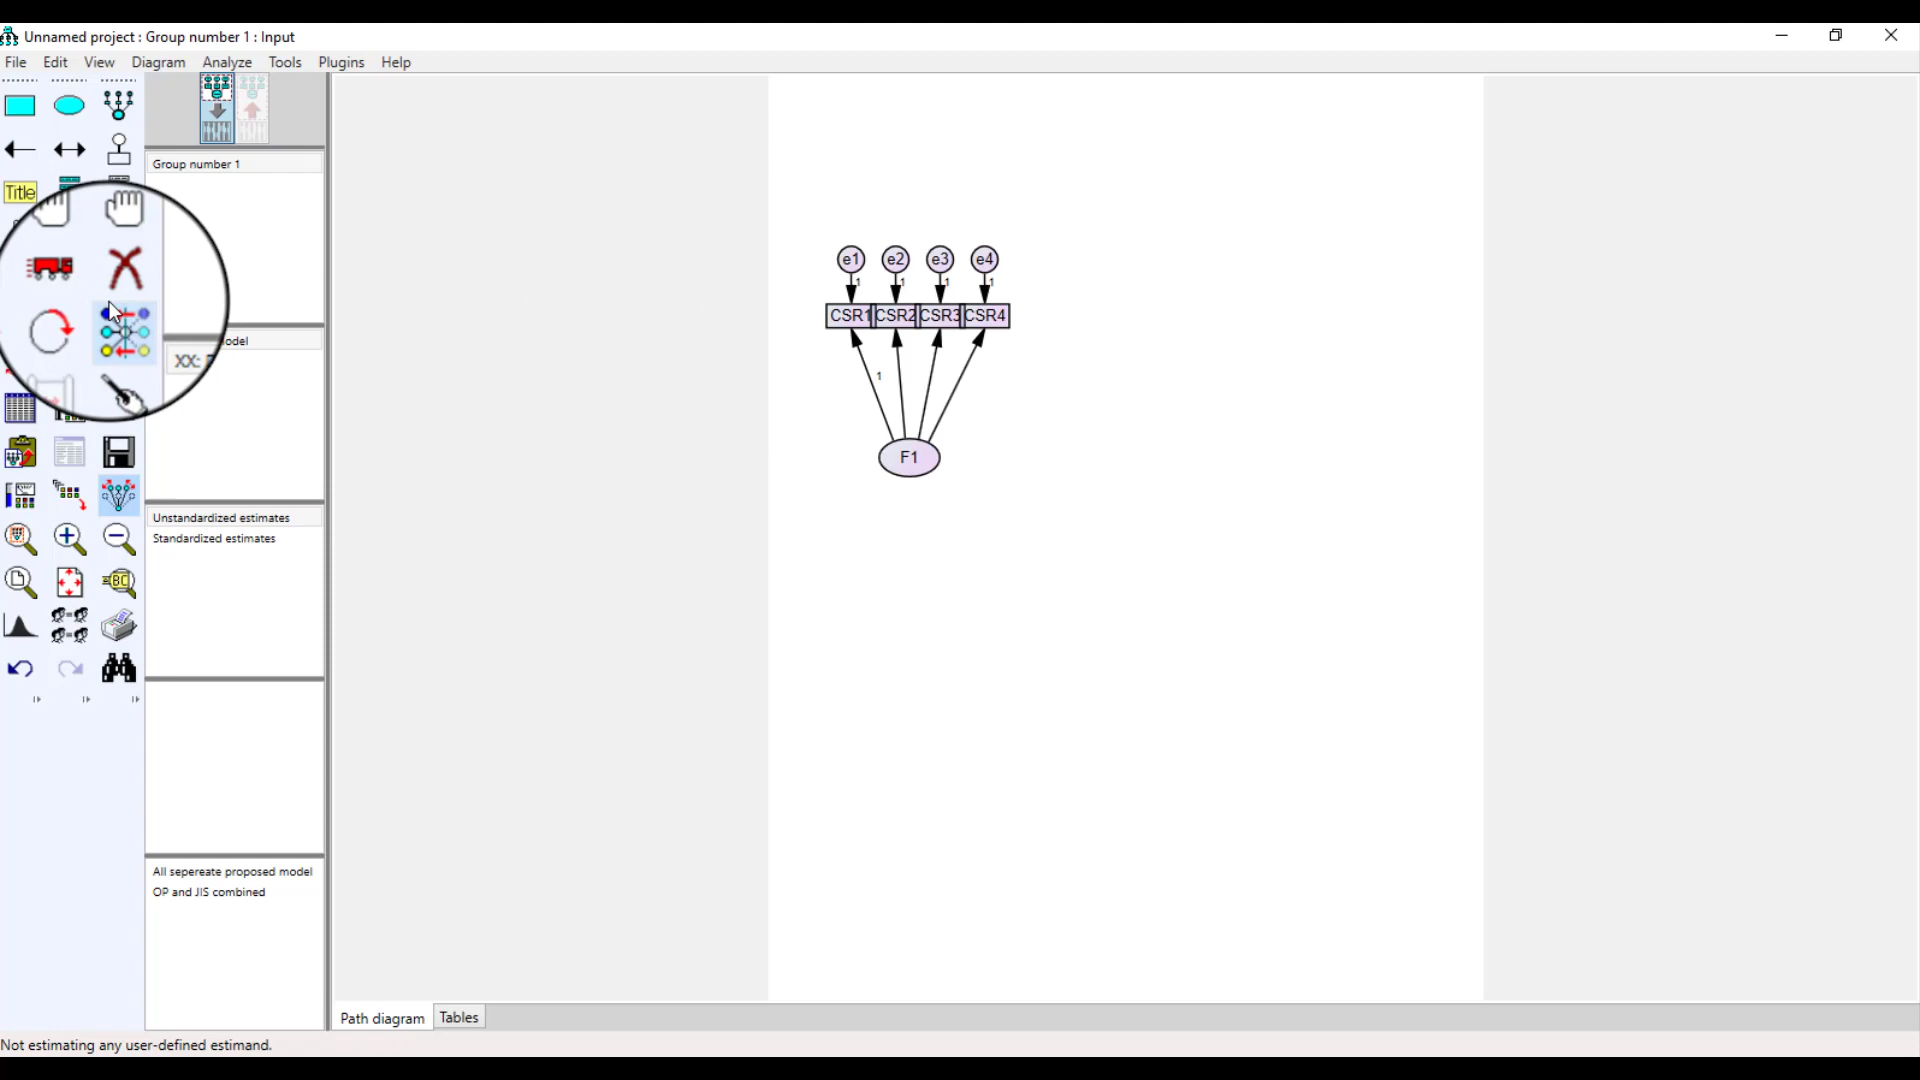 Unnamed project : Group number 1 : Input
File Edit View Diagram Analyze Tools Plugins Help
Title
Group number 1
XX:
Unstandardized estimates
Standardized estimates
All sepereate proposed model
OP and JIS combined
e1 e2 e3 e4
1 1 1 1
CSR1 CSR2 CSR3 CSR4
1
F1
Path diagram Tables
Not estimating any user-defined estimand.